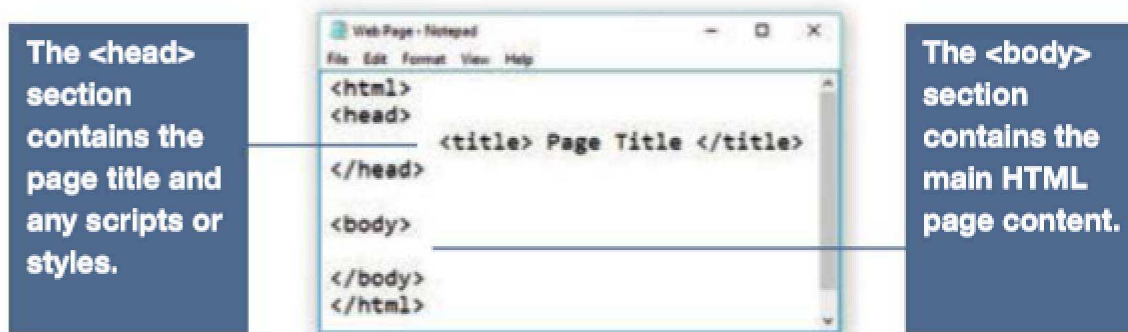 The <head>
section
contains the
page title and
any scripts or
styles.
Web Page - Notepad
File Edit Format View Help
<html>
<head>
<title> Page Title </title>
</head>
<body>
</body>
</html>
The <body>
section
contains the
main HTML
page content.